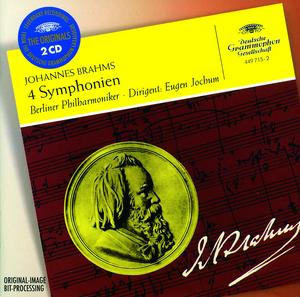 THE ORIGINALS
2 CD
JOHANNES BRAHMS
4 Symphonien
Berliner Philharmoniker · Dirigent: Eugen Jochum
Deutsche
Grammophon
Gesellschaft
449 715-2
J. Brahms
ORIGINAL-IMAGE
BIT-PROCESSING